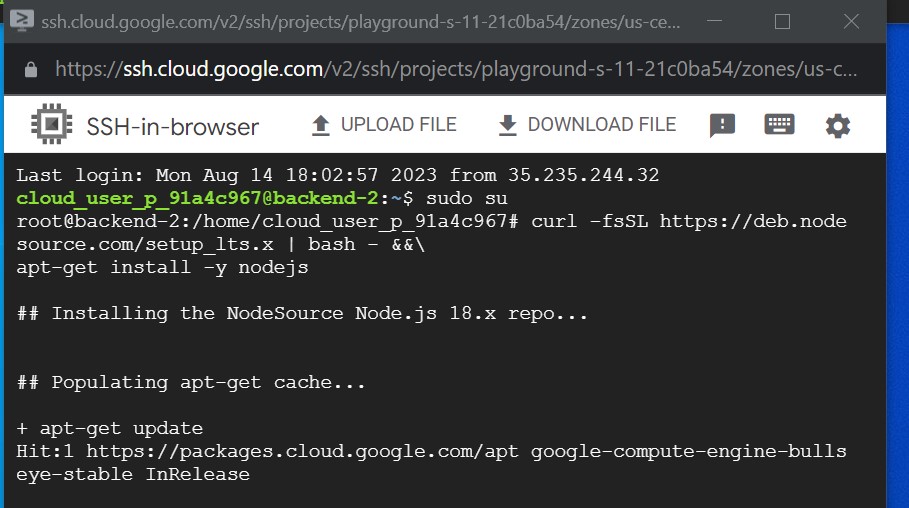 ssh.cloud.google.com/v2/ssh/projects/playground-s-11-21c0ba54/zones/us-ce...
https://ssh.cloud.google.com/v2/ssh/projects/playground-s-11-21c0ba54/zones/us-c...
SSH-in-browser
UPLOAD FILE
DOWNLOAD FILE
Last login: Mon Aug 14 18:02:57 2023 from 35.235.244.32
cloud_user_p_91a4c967@backend-2:~$ sudo su
root@backend-2:/home/cloud_user_p_91a4c967# curl -fsSL https://deb.node
source.com/setup_lts.x | bash - &&\
apt-get install -y nodejs
## Installing the NodeSource Node.js 18.x repo...
## Populating apt-get cache...
+ apt-get update
Hit:1 https://packages.cloud.google.com/apt google-compute-engine-bulls
eye-stable InRelease